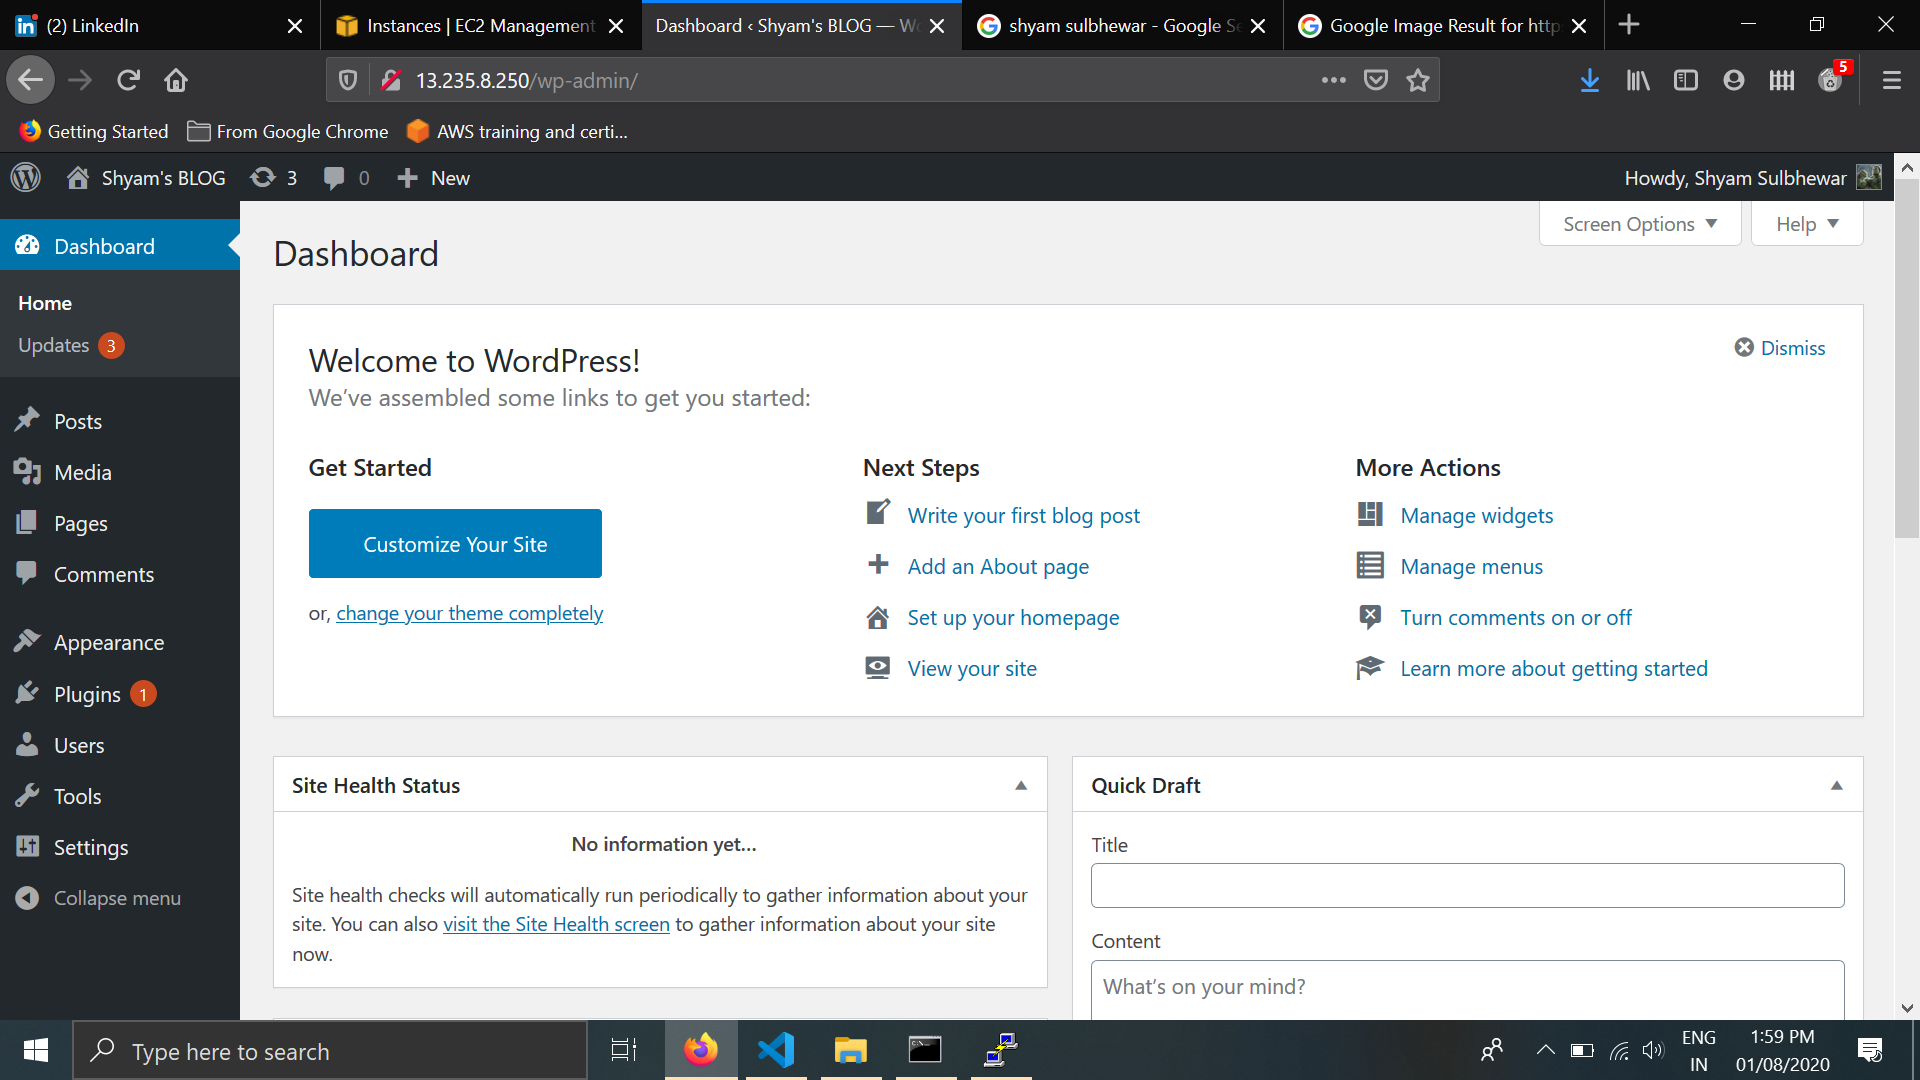 (2) LinkedIn
Instances | EC2 Management
Dashboard ‹ Shyam's BLOG — Wo
shyam sulbhewar - Google Se
Google Image Result for http
13.235.8.250/wp-admin/
5
Getting Started
From Google Chrome
AWS training and certi...
Shyam's BLOG
3
0
New
Howdy, Shyam Sulbhewar
Dashboard
Home
Updates 3
Posts
Media
Pages
Comments
Appearance
Plugins 1
Users
Tools
Settings
Collapse menu
Screen Options
Help
Dashboard
Welcome to WordPress!
Dismiss
We've assembled some links to get you started:
Get Started
Customize Your Site
or, change your theme completely
Next Steps
Write your first blog post
Add an About page
Set up your homepage
View your site
More Actions
Manage widgets
Manage menus
Turn comments on or off
Learn more about getting started
Site Health Status
No information yet...
Site health checks will automatically run periodically to gather information about your
site. You can also visit the Site Health screen to gather information about your site
now.
Quick Draft
Title
Content
What's on your mind?
Type here to search
ENG
IN
1:59 PM
01/08/2020